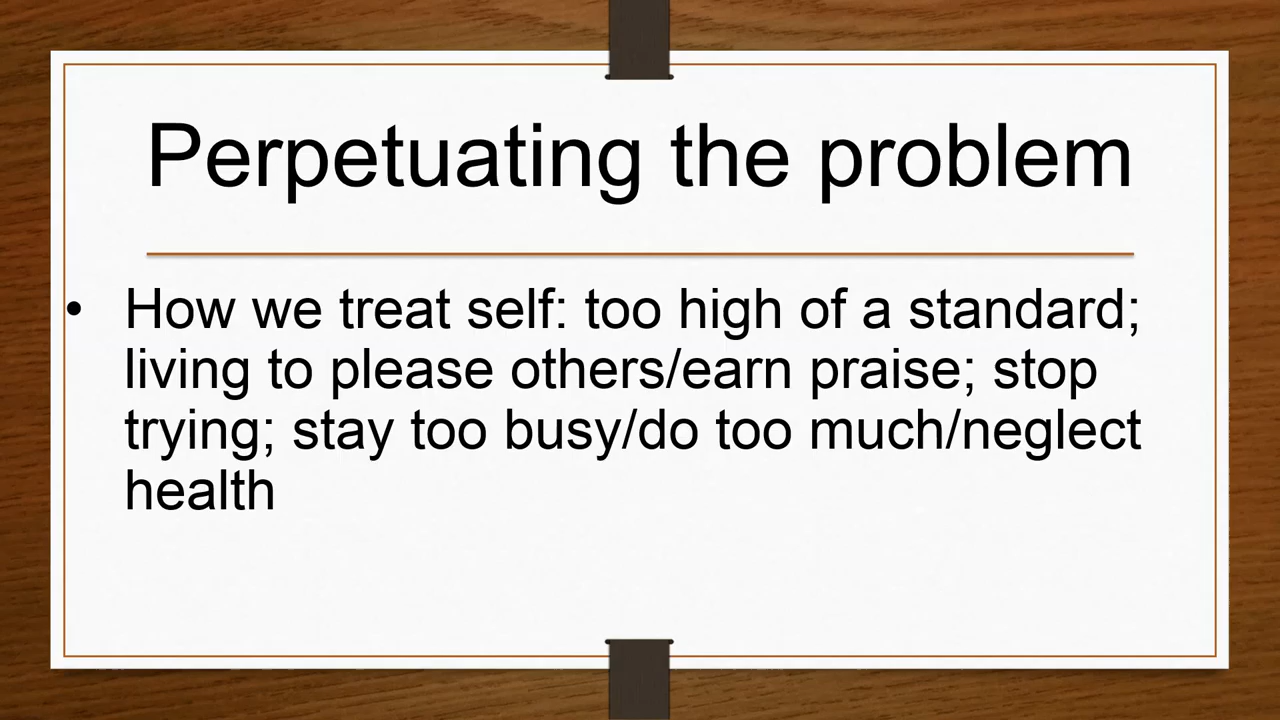 Perpetuating the problem
• How we treat self: too high of a standard;
living to please others/earn praise; stop
trying; stay too busy/do too much/neglect
health